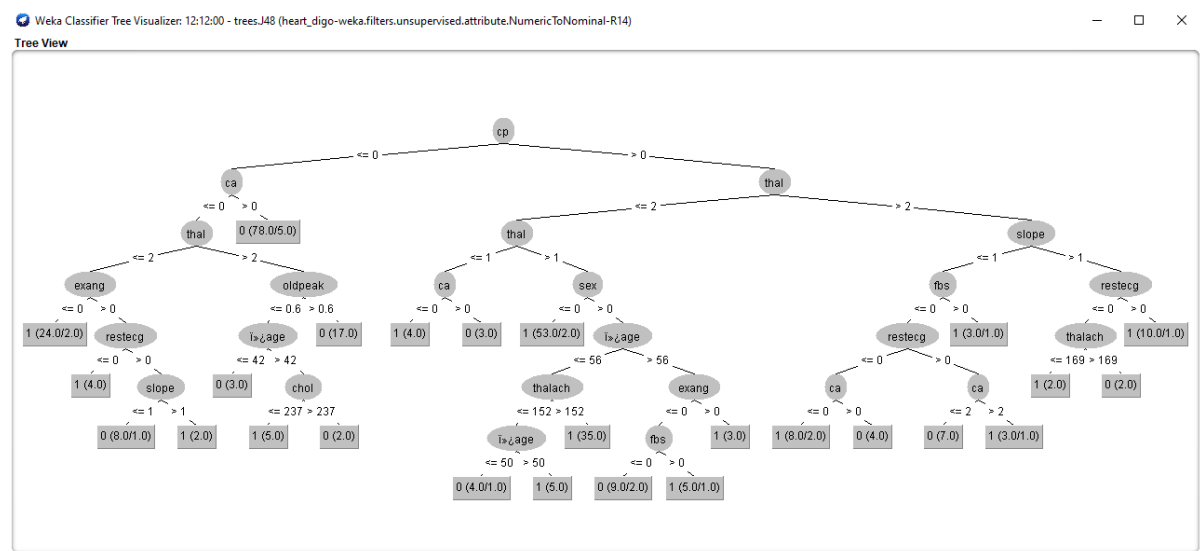 Weka Classifier Tree Visualizer: 12:12:00 - trees.J48 (heart_digo-weka.filters.unsupervised.attribute.NumericToNominal-R14)
Tree View
cp
<= 0 > 0
ca thal
<= 0 > 0 <= 2 > 2
thal 0 (78.0/5.0) thal slope
<= 2 > 2 <= 1 > 1 <= 1 > 1
exang oldpeak ca sex fbs restecg
<= 0 > 0 <= 0.6 > 0.6 <= 0 > 0 <= 0 > 0 <= 0 > 0 <= 0 > 0
1 (24.0/2.0) restecg ï»¿age 0 (17.0) 1 (4.0) 0 (3.0) 1 (53.0/2.0) ï»¿age restecg 1 (3.0/1.0) thalach 1 (10.0/1.0)
<= 0 > 0 <= 42 > 42 <= 56 > 56 <= 0 > 0 <= 169 > 169
1 (4.0) slope 0 (3.0) chol thalach exang ca ca 1 (2.0) 0 (2.0)
<= 1 > 1 <= 237 > 237 <= 152 > 152 <= 0 > 0 <= 0 > 0 <= 2 > 2
0 (8.0/1.0) 1 (2.0) 1 (5.0) 0 (2.0) ï»¿age 1 (35.0) fbs 1 (3.0) 1 (8.0/2.0) 0 (4.0) 0 (7.0) 1 (3.0/1.0)
<= 50 > 50 <= 0 > 0
0 (4.0/1.0) 1 (5.0) 0 (9.0/2.0) 1 (5.0/1.0)